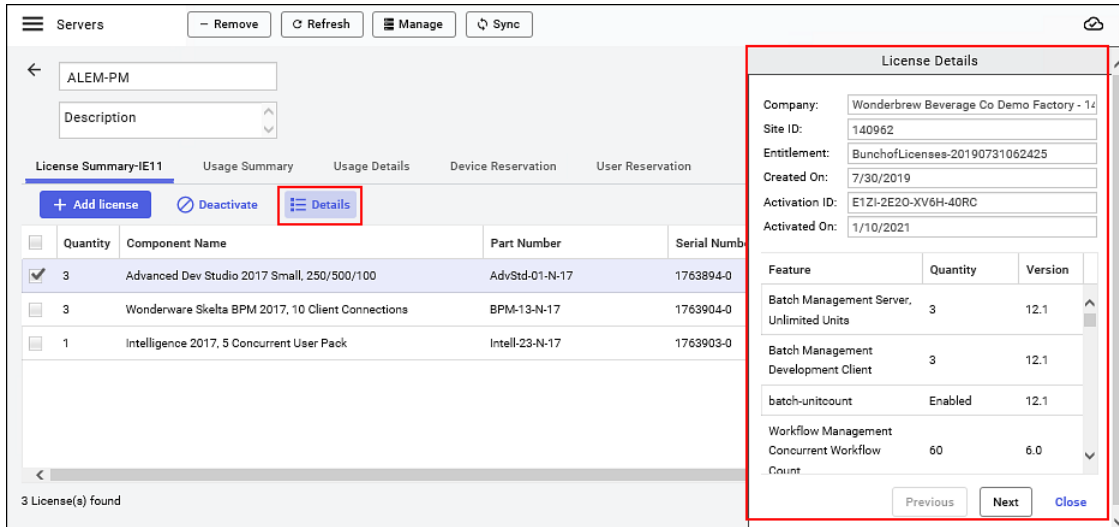 Servers
Remove
Refresh
Manage
Sync
ALEM-PM
Description
License Summary-IE11 Usage Summary Usage Details Device Reservation User Reservation
+ Add license Deactivate Details
Quantity Component Name Part Number Serial Numbe
3 Advanced Dev Studio 2017 Small, 250/500/100 AdvStd-01-N-17 1763894-0
3 Wonderware Skelta BPM 2017, 10 Client Connections BPM-13-N-17 1763904-0
1 Intelligence 2017, 5 Concurrent User Pack Intell-23-N-17 1763903-0
3 License(s) found
License Details
Company: Wonderbrew Beverage Co Demo Factory - 14
Site ID: 140962
Entitlement: BunchofLicenses-20190731062425
Created On: 7/30/2019
Activation ID: E1ZI-2E2O-XV6H-40RC
Activated On: 1/10/2021
Feature Quantity Version
Batch Management Server,
Unlimited Units 3 12.1
Batch Management
Development Client 3 12.1
batch-unitcount Enabled 12.1
Workflow Management
Concurrent Workflow 60 6.0
Count
Previous Next Close